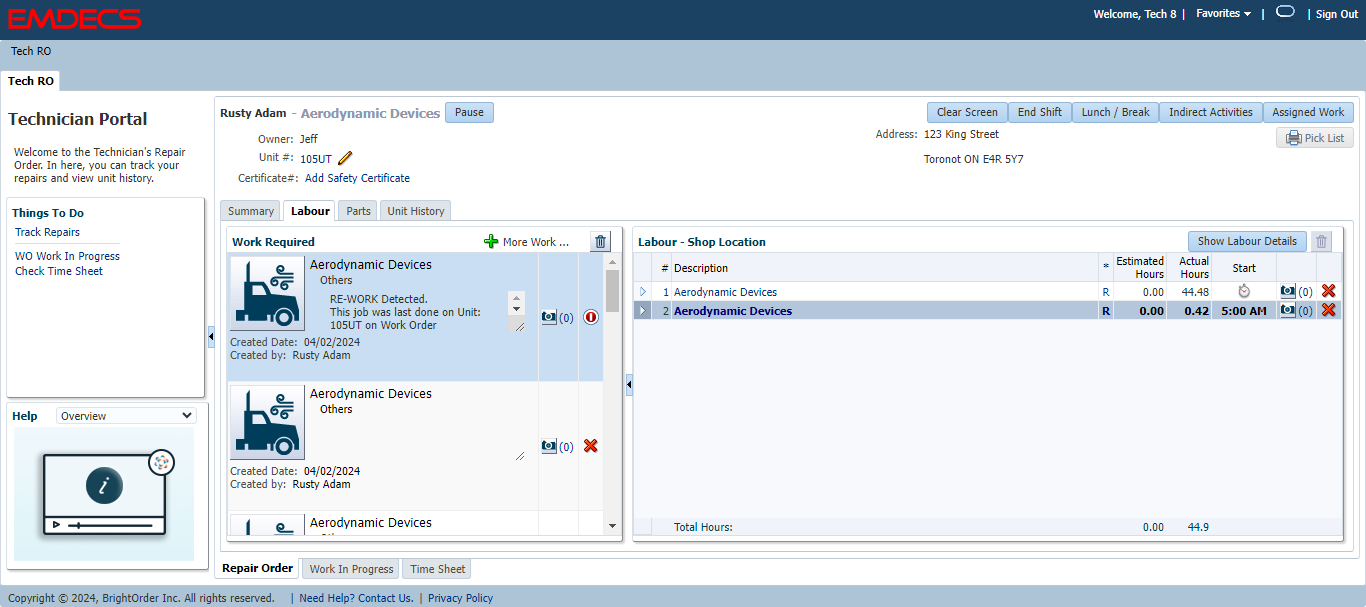 EMDECS
Welcome, Tech 8 | Favorites | | Sign Out
Tech RO
Tech RO
Technician Portal
Welcome to the Technician's Repair
Order. In here, you can track your
repairs and view unit history.
Things To Do
Track Repairs
WO Work In Progress
Check Time Sheet
Help Overview
i
Rusty Adam - Aerodynamic Devices Pause
Clear Screen End Shift Lunch / Break Indirect Activities Assigned Work
Owner: Jeff
Unit #: 105UT
Certificate#: Add Safety Certificate
Address: 123 King Street
Toronot ON E4R 5Y7
Pick List
Summary Labour Parts Unit History
Work Required More Work ...
Aerodynamic Devices
Others
RE-WORK Detected.
This job was last done on Unit:
105UT on Work Order
(0)
Created Date: 04/02/2024
Created by: Rusty Adam
Aerodynamic Devices
Others
(0)
Created Date: 04/02/2024
Created by: Rusty Adam
Aerodynamic Devices
Labour - Shop Location Show Labour Details
# Description * Estimated Hours Actual Hours Start
1 Aerodynamic Devices R 0.00 44.48 (0)
2 Aerodynamic Devices R 0.00 0.42 5:00 AM (0)
Total Hours: 0.00 44.9
Repair Order Work In Progress Time Sheet
Copyright © 2024, BrightOrder Inc. All rights reserved. | Need Help? Contact Us. | Privacy Policy